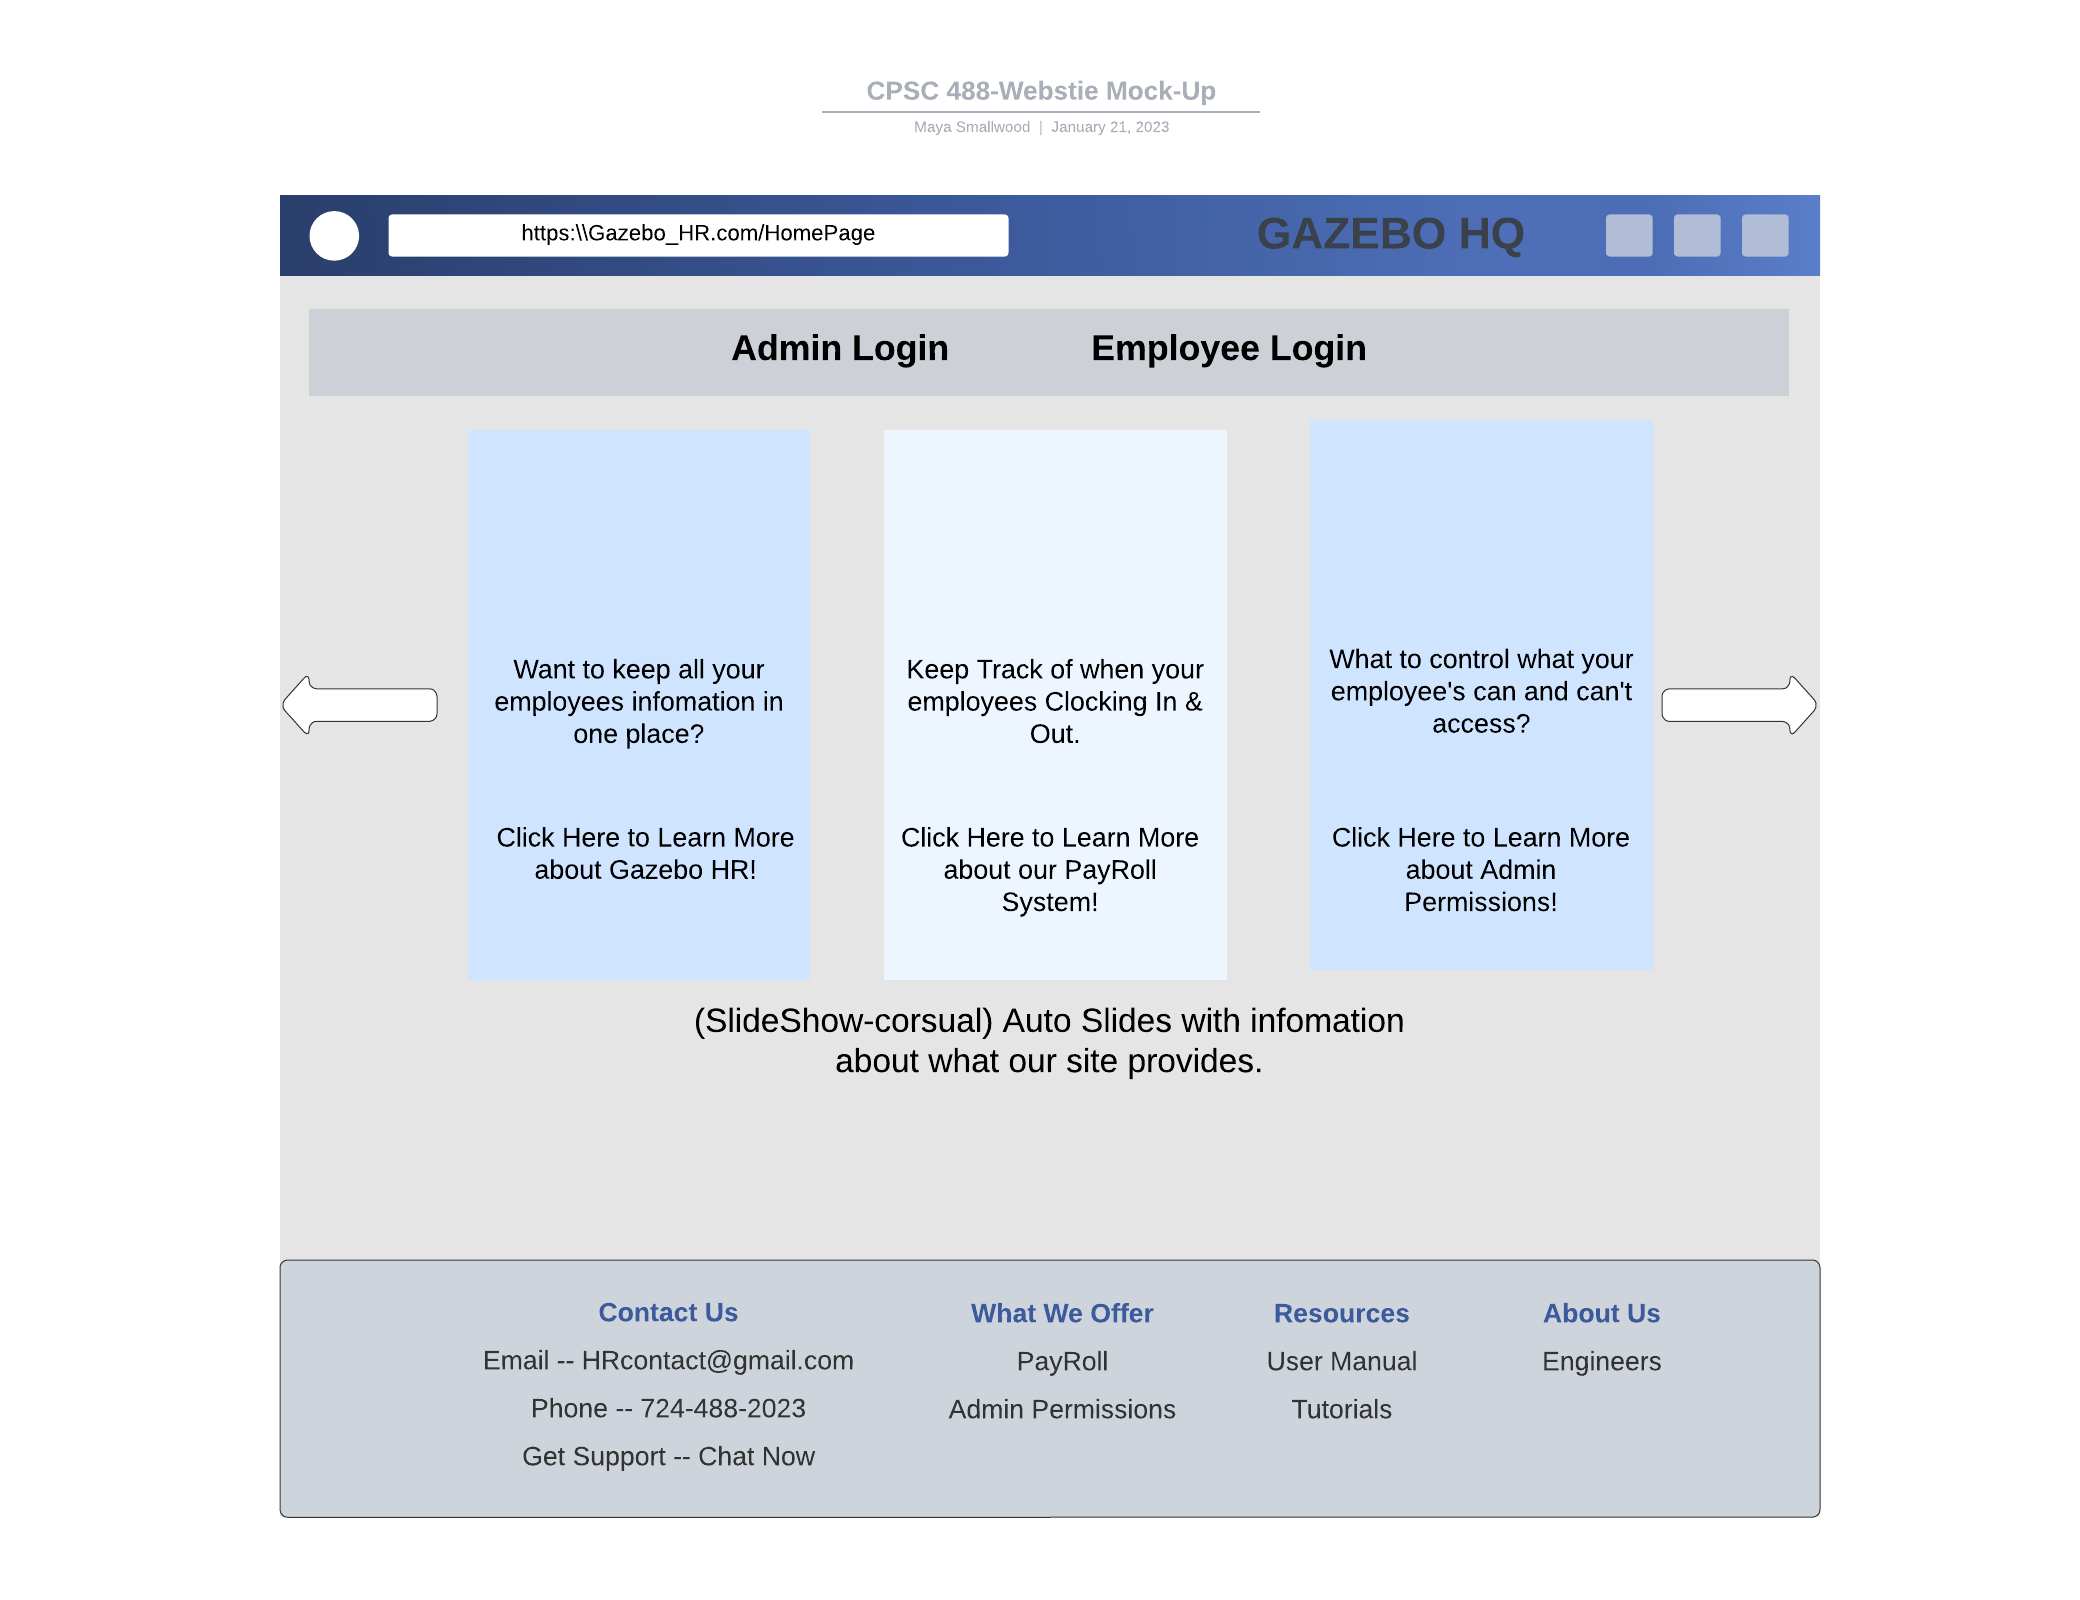 CPSC 488-Webstie Mock-Up
Maya Smallwood | January 21, 2023
https:\\Gazebo_HR.com/HomePage
GAZEBO HQ
Admin Login
Employee Login
Want to keep all your
employees infomation in
one place?
Click Here to Learn More
about Gazebo HR!
Keep Track of when your
employees Clocking In &
Out.
Click Here to Learn More
about our PayRoll
System!
What to control what your
employee's can and can't
access?
Click Here to Learn More
about Admin
Permissions!
(SlideShow-corsual) Auto Slides with infomation
about what our site provides.
Contact Us
Email -- HRcontact@gmail.com
Phone -- 724-488-2023
Get Support -- Chat Now
What We Offer
PayRoll
Admin Permissions
Resources
User Manual
Tutorials
About Us
Engineers